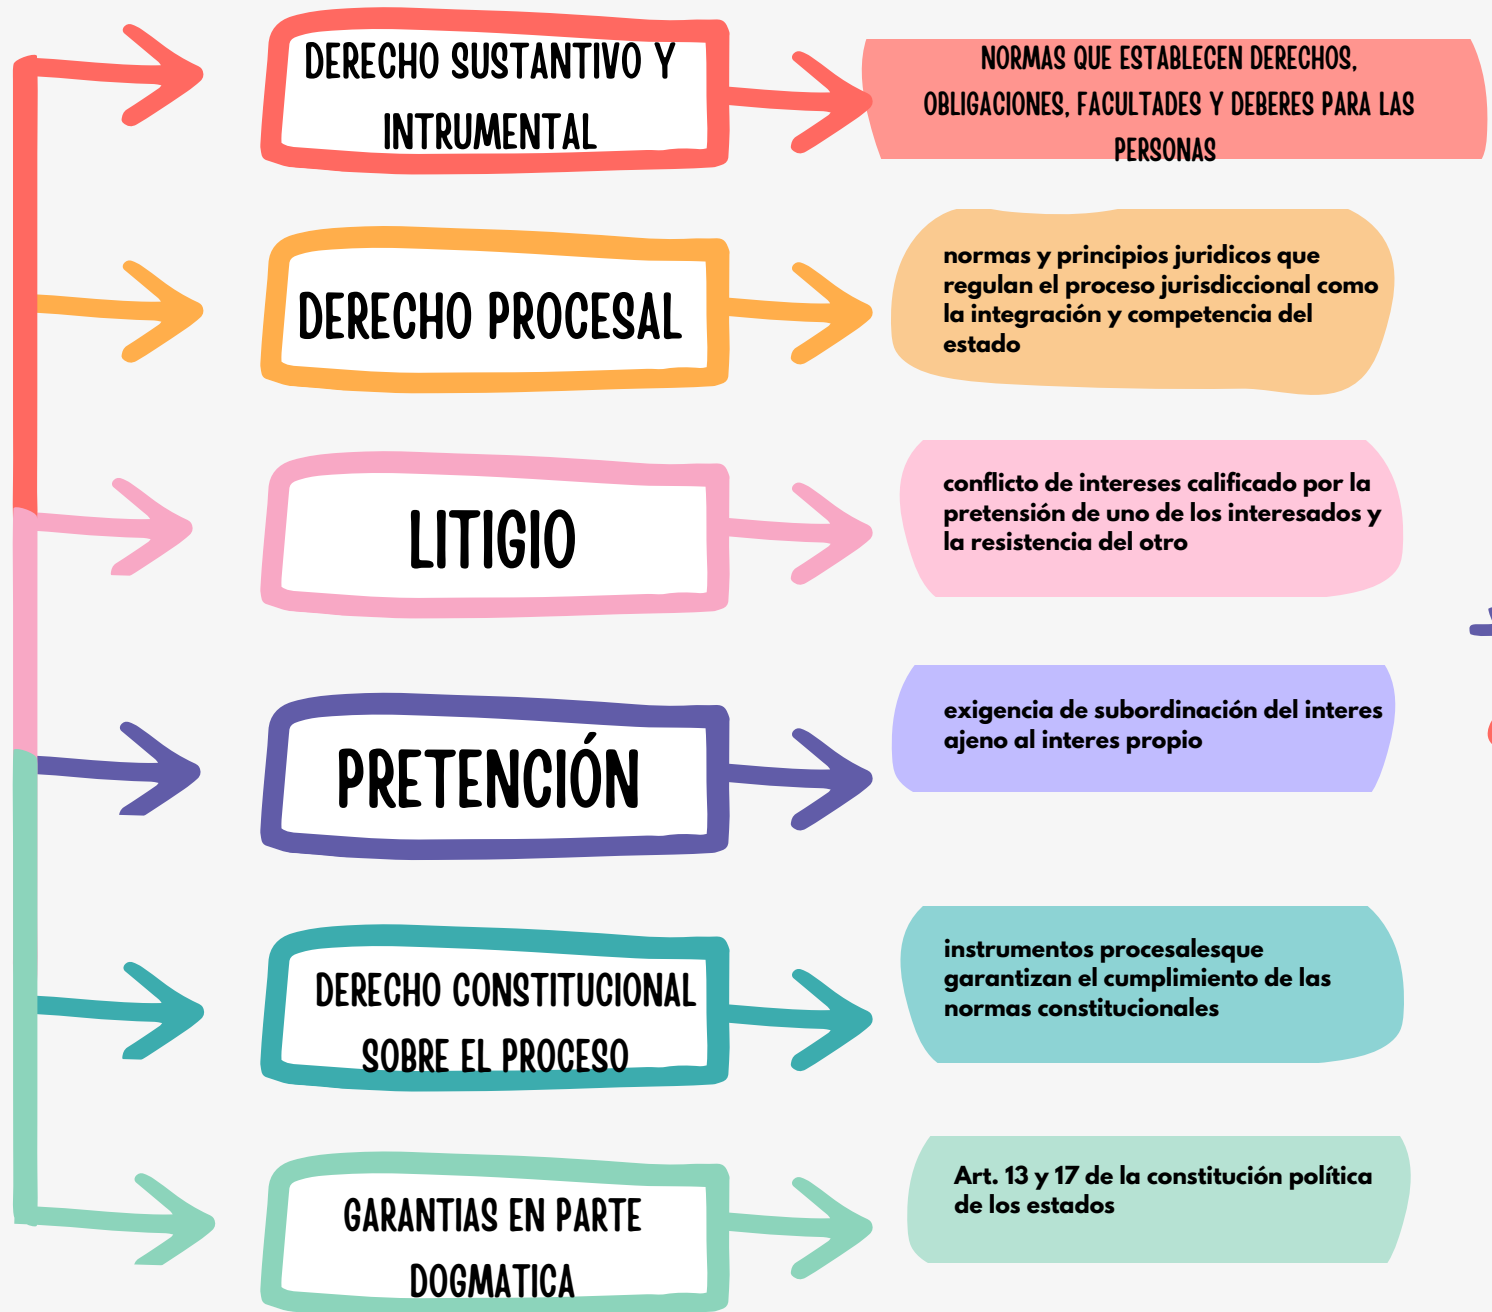 DERECHO SUSTANTIVO Y
INTRUMENTAL
NORMAS QUE ESTABLECEN DERECHOS,
OBLIGACIONES, FACULTADES Y DEBERES PARA LAS
PERSONAS
DERECHO PROCESAL
normas y principios juridicos que
regulan el proceso jurisdiccional como
la integración y competencia del
estado
LITIGIO
conflicto de intereses calificado por la
pretensión de uno de los interesados y
la resistencia del otro
PRETENCIÓN
exigencia de subordinación del interes
ajeno al interes propio
DERECHO CONSTITUCIONAL
SOBRE EL PROCESO
instrumentos procesalesque
garantizan el cumplimiento de las
normas constitucionales
GARANTIAS EN PARTE
DOGMATICA
Art. 13 y 17 de la constitución política
de los estados